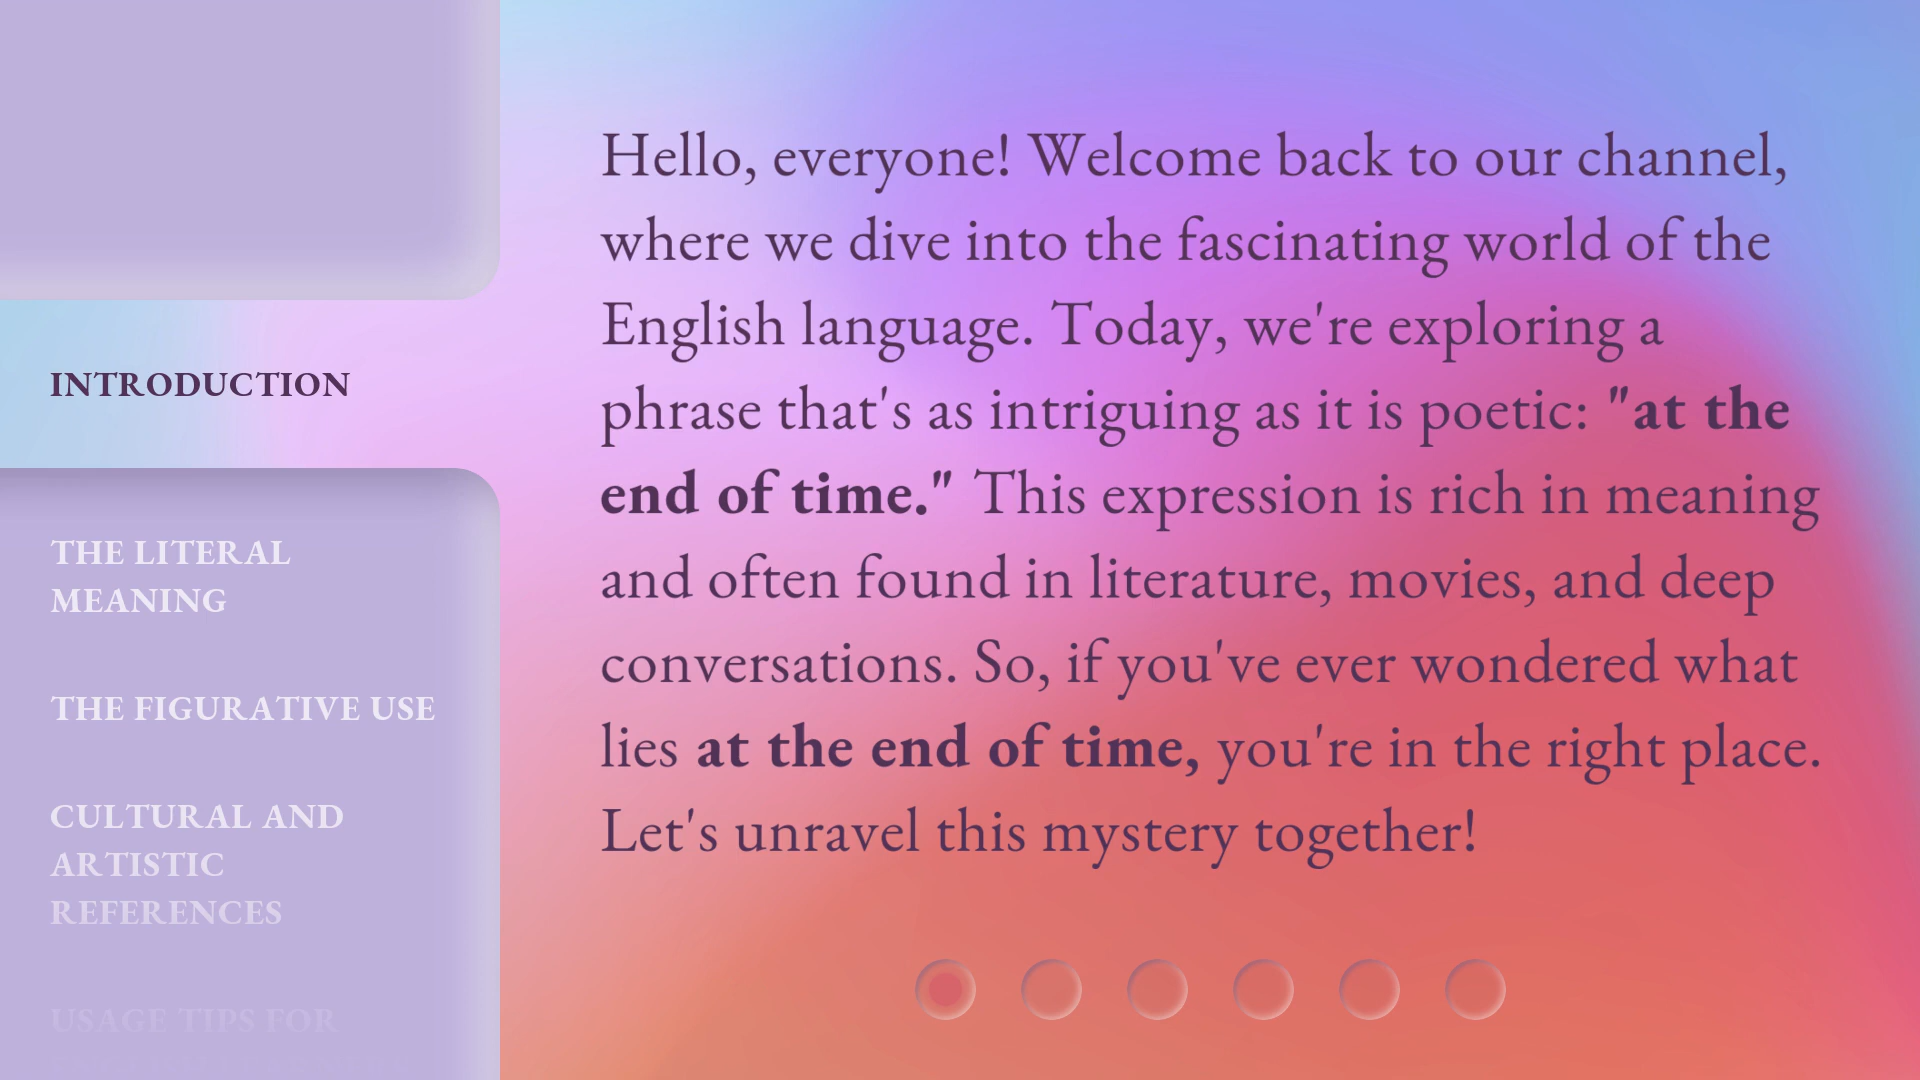 INTRODUCTION
THE LITERAL
MEANING
THE FIGURATIVE USE
CULTURAL AND
ARTISTIC
REFERENCES
USAGE TIPS FOR
Hello, everyone! Welcome back to our channel,
where we dive into the fascinating world of the
English language. Today, we're exploring a
phrase that's as intriguing as it is poetic: "at the
end of time." This expression is rich in meaning
and often found in literature, movies, and deep
conversations. So, if you've ever wondered what
lies at the end of time, you're in the right place.
Let's unravel this mystery together!